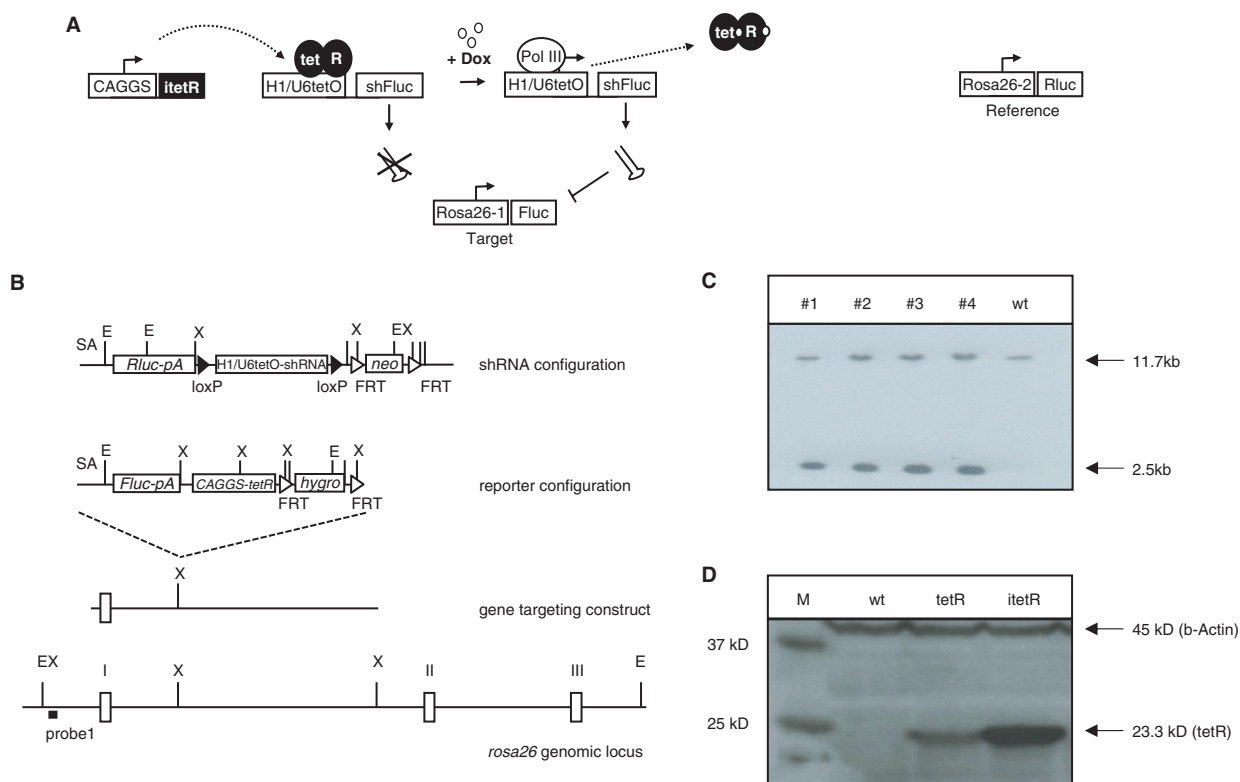 A
tet R
+ Dox
Pol III
tet R
CAGGS itetR
H1/U6tetO shFluc
H1/U6tetO shFluc
Rosa26-2 Rluc
Reference
Rosa26-1 Fluc
Target
B
SA E E X X EX
Rluc-pA H1/U6tetO-shRNA neo
loxP loxP FRT FRT
shRNA configuration
SA E X X X E X
Fluc-pA CAGGS-tetR hygro
FRT FRT
reporter configuration
X
gene targeting construct
EX I X X II III E
probe1
rosa26 genomic locus
C
#1 #2 #3 #4 wt
11.7kb
2.5kb
D
M wt tetR itetR
45 kD (b-Actin)
37 kD
25 kD
23.3 kD (tetR)